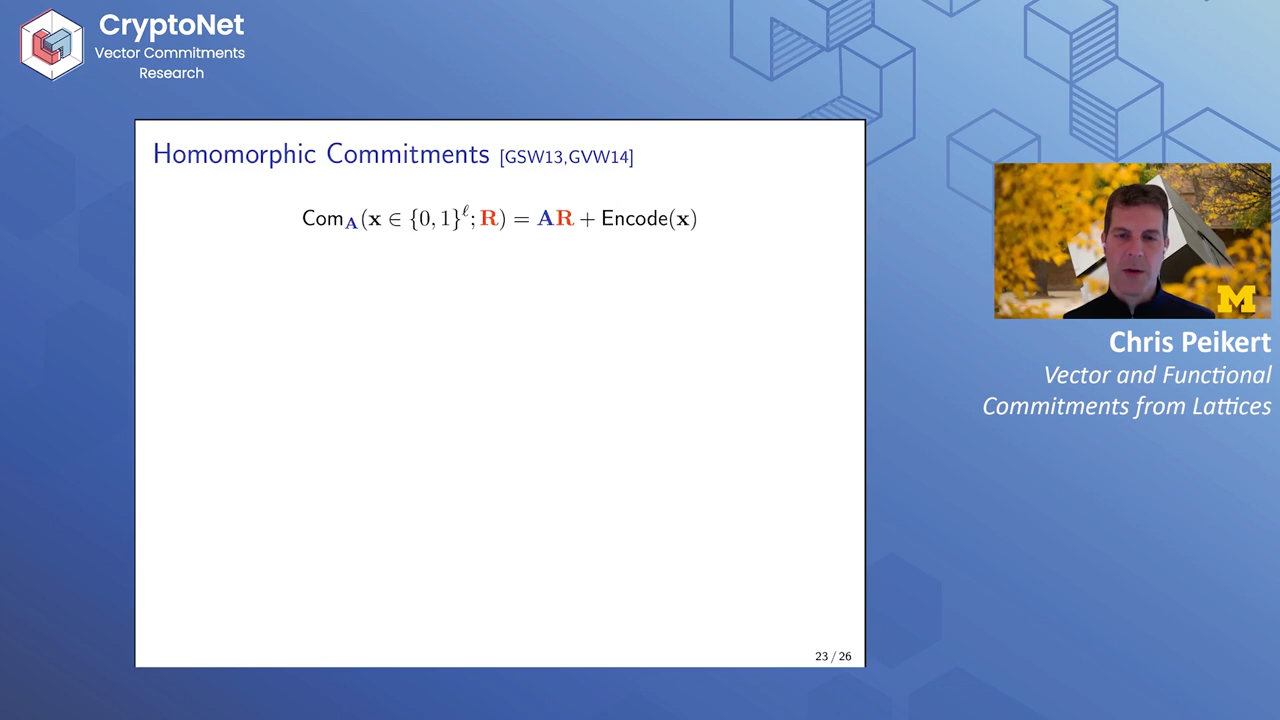 CryptoNet
Vector Commitments
Research
Homomorphic Commitments [GSW13,GVW14]
Com_A(x ∈ {0, 1}^ℓ; R) = AR + Encode(x)
23 / 26
M
Chris Peikert
Vector and Functional
Commitments from Lattices